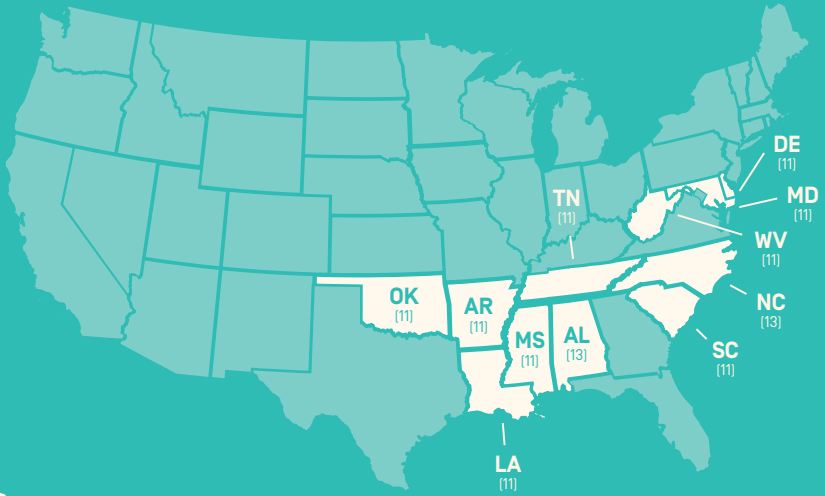 DE
(11)
MD
(11)
TN
(11)
WV
(11)
OK
(11)
AR
(11)
NC
(13)
MS
(11)
AL
(13)
SC
(11)
LA
(11)